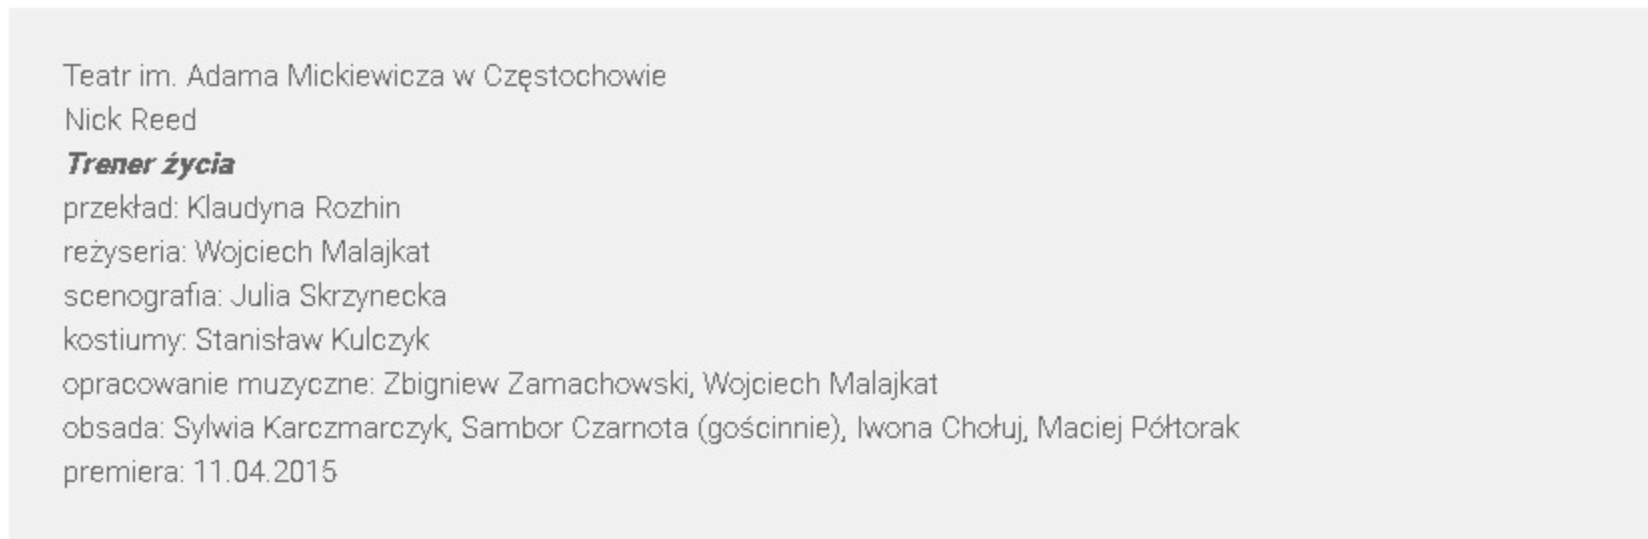 Teatr im. Adama Mickiewicza w Częstochowie
Nick Reed
Trener życia
przekład: Klaudyna Rozhin
reżyseria: Wojciech Malajkat
scenografia: Julia Skrzynecka
kostiumy: Stanisław Kulczyk
opracowanie muzyczne: Zbigniew Zamachowski, Wojciech Malajkat
obsada: Sylwia Karczmarczyk, Sambor Czarnota (gościnnie), Iwona Chołuj, Maciej Półtorak
premiera: 11.04.2015